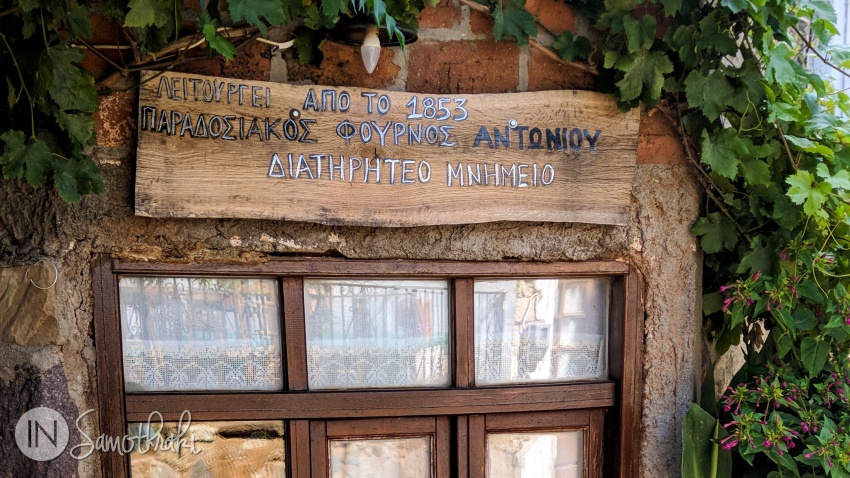 ΛΕΙΤΟΥΡΓΕΙ ΑΠΟ ΤΟ 1853
ΠΑΡΑΔΟΣΙΑΚΟΣ ΦΟΥΡΝΟΣ ΑΝΤΩΝΙΟΥ
ΔΙΑΤΗΡΗΤΕΟ ΜΝΗΜΕΙΟ
IN Samothraki